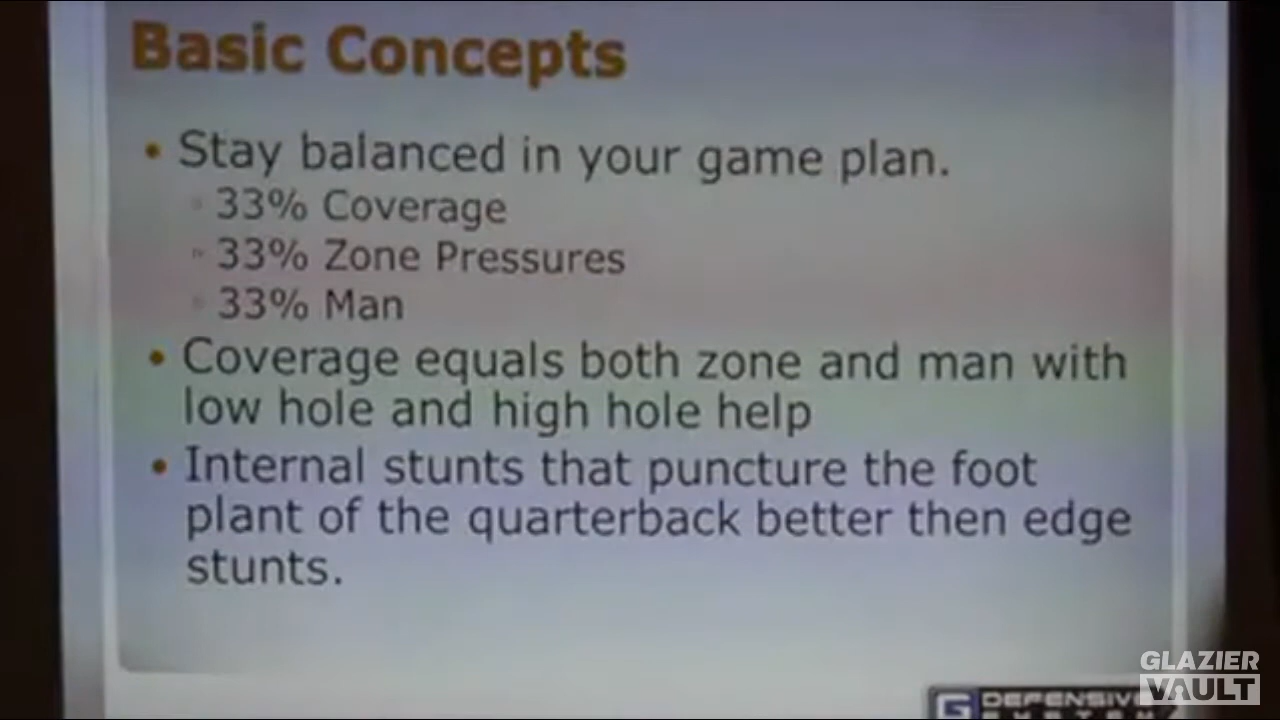 Basic Concepts
• Stay balanced in your game plan.
33% Coverage
33% Zone Pressures
33% Man
• Coverage equals both zone and man with
low hole and high hole help
• Internal stunts that puncture the foot
plant of the quarterback better then edge
stunts.
GLAZIER
VAULT
G DEFENSIVE